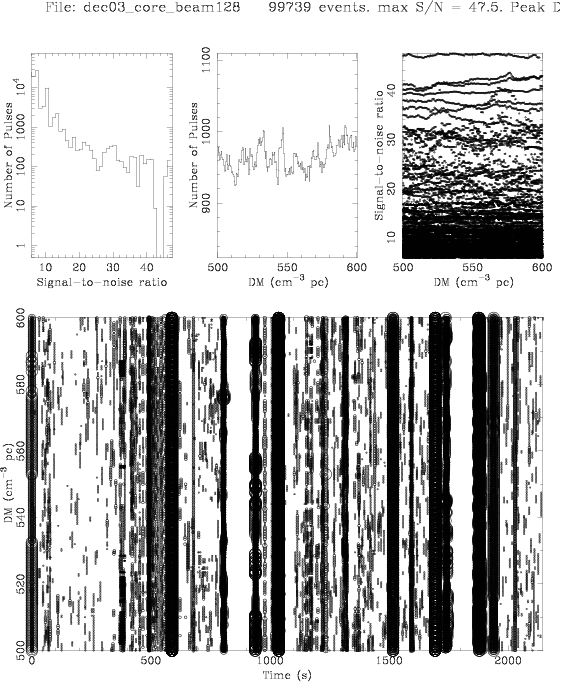 File: dec03_core_beam128 99739 events. max S/N = 47.5. Peak D
Number of Pulses
10⁴
1000
100
10
1
10 20 30 40
Signal-to-noise ratio
Number of Pulses
1100
1000
900
500 550 600
DM (cm⁻³ pc)
Signal-to-noise ratio
40
30
20
10
500 550 600
DM (cm⁻³ pc)
DM (cm⁻³ pc)
600
580
560
540
520
500
0 500 1000 1500 2000
Time (s)